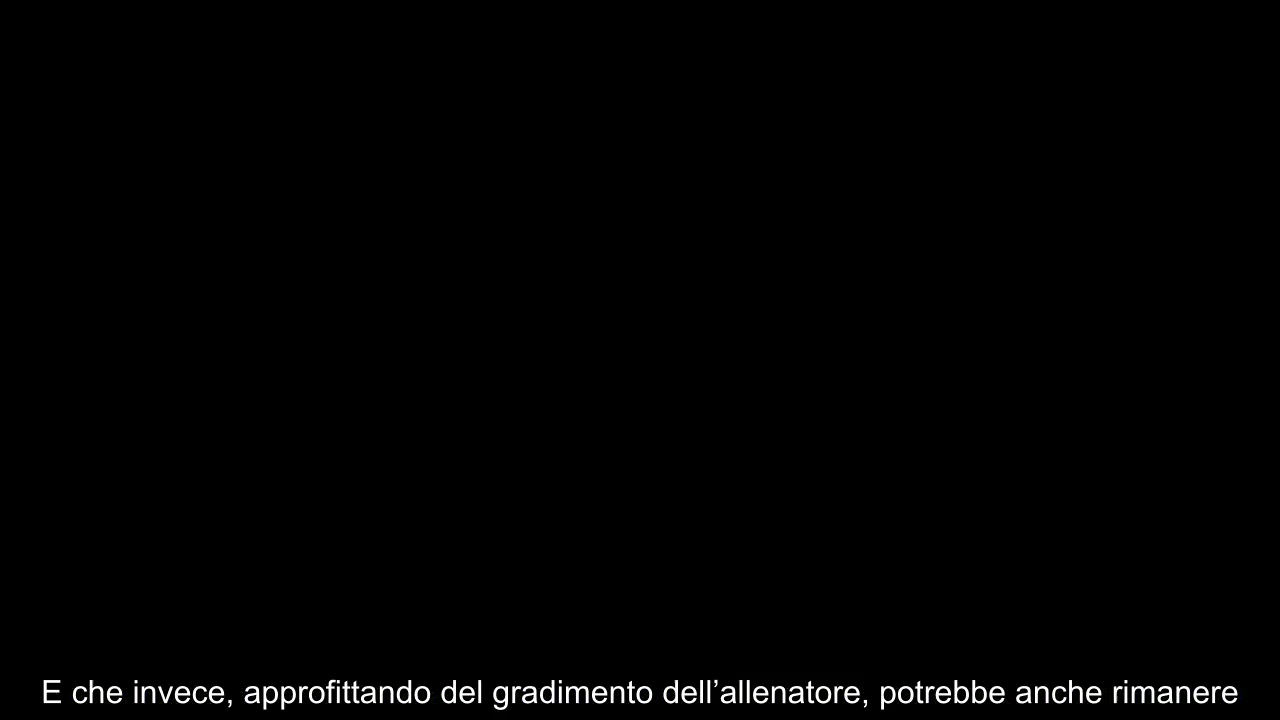 E che invece, approfittando del gradimento dell’allenatore, potrebbe anche rimanere